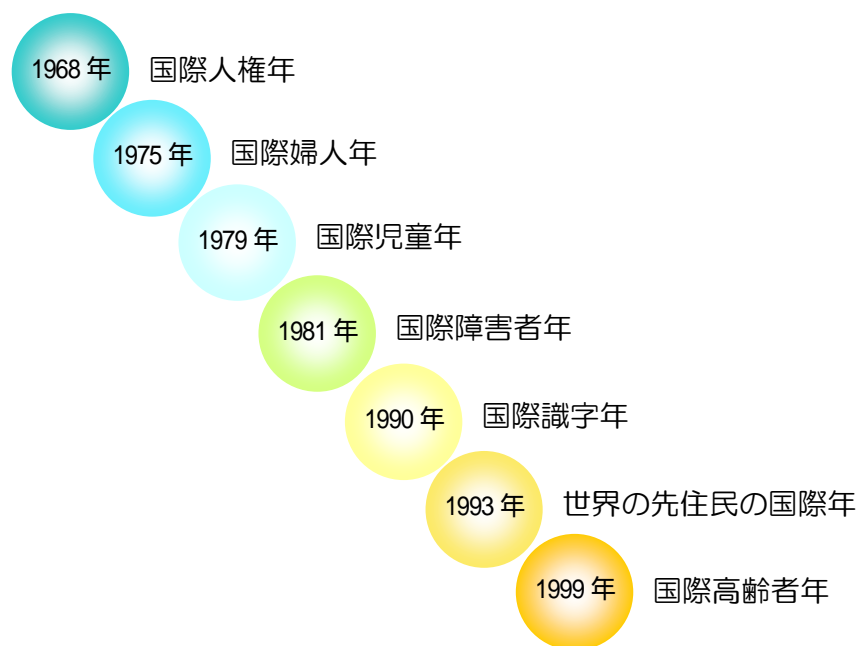 1968 年 国際人権年
1975 年 国際婦人年
1979 年 国際児童年
1981 年 国際障害者年
1990 年 国際識字年
1993 年 世界の先住民の国際年
1999 年 国際高齢者年